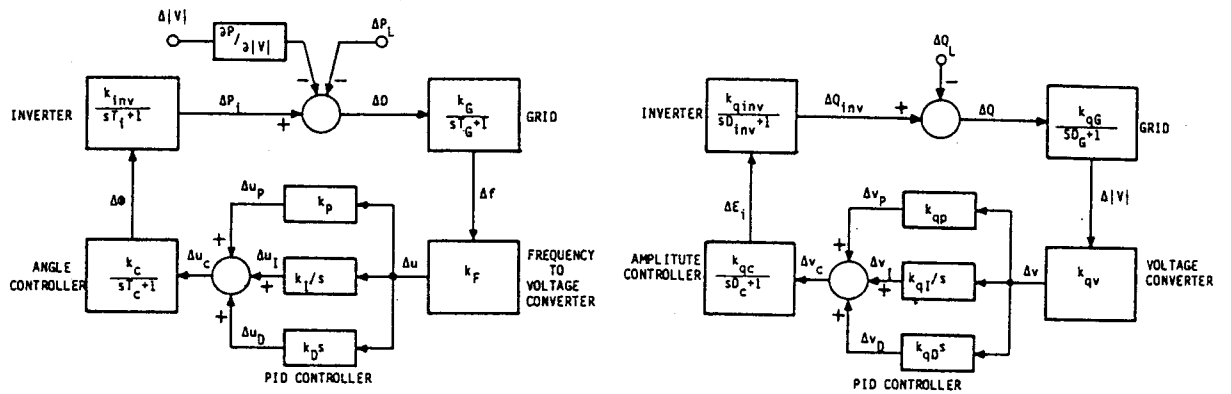 Δ|V|
∂P/∂|V|
ΔP_L
INVERTER
k_inv
sT_i+1
ΔP_i
−
−
+
ΔD
k_G
sT_G+1
GRID
ΔΦ
Δf
ANGLE
CONTROLLER
k_C
sT_C+1
Δu_C
Δu_p
Δu_I
Δu_D
+
+
+
k_p
k_I/s
k_D s
Δu
k_F
FREQUENCY
TO
VOLTAGE
CONVERTER
PID CONTROLLER
ΔQ_L
INVERTER
k_qinv
sD_inv+1
ΔQ_inv
+
−
ΔQ
k_qG
SD_G+1
GRID
ΔE_i
Δ|V|
AMPLITUTE
CONTROLLER
k_qc
sD_c+1
Δv_c
Δv_p
Δv_I
Δv_D
+
+
+
k_qp
k_qI/s
k_qD s
Δv
k_qv
VOLTAGE
CONVERTER
PID CONTROLLER